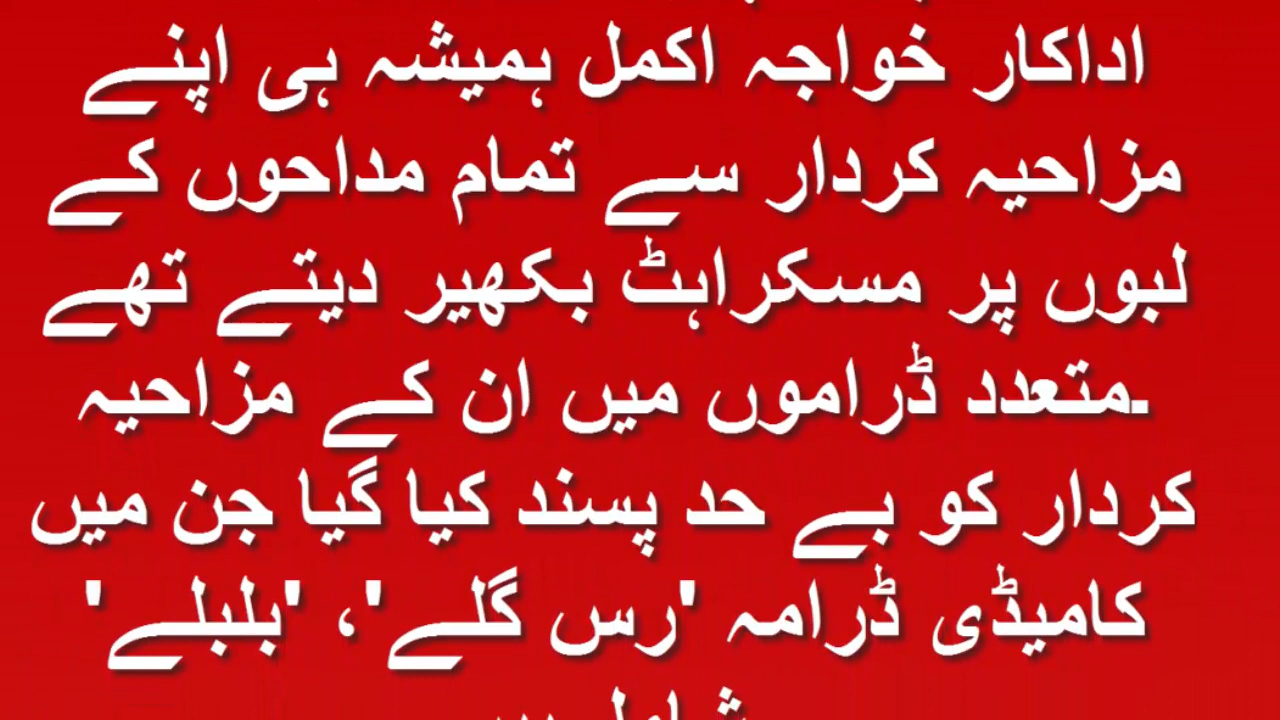 اداکار خواجہ اکمل ہمیشہ ہی اپنے
مزاحیہ کردار سے تمام مداحوں کے
لبوں پر مسکراہٹ بکھیر دیتے تھے
۔متعدد ڈراموں میں ان کے مزاحیہ
کردار کو بے حد پسند کیا گیا جن میں
کامیڈی ڈرامہ 'رس گلے'، 'بلبلے'